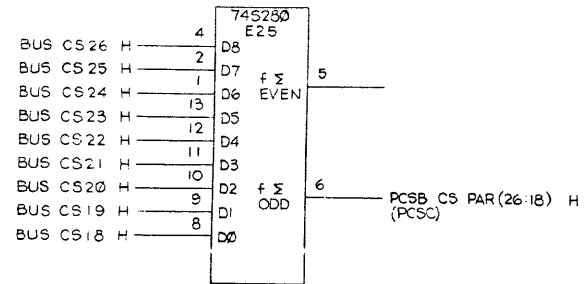 74S280
E25
BUS CS26 H 4 D8
BUS CS25 H 2 D7
BUS CS24 H 1 D6
BUS CS23 H 13 D5
BUS CS22 H 12 D4
BUS CS21 H 11 D3
BUS CS20 H 10 D2
BUS CS19 H 9 D1
BUS CS18 H 8 D0
f Σ 5
EVEN
f Σ 6
ODD
PCSB CS PAR(26:18) H
(PCSC)